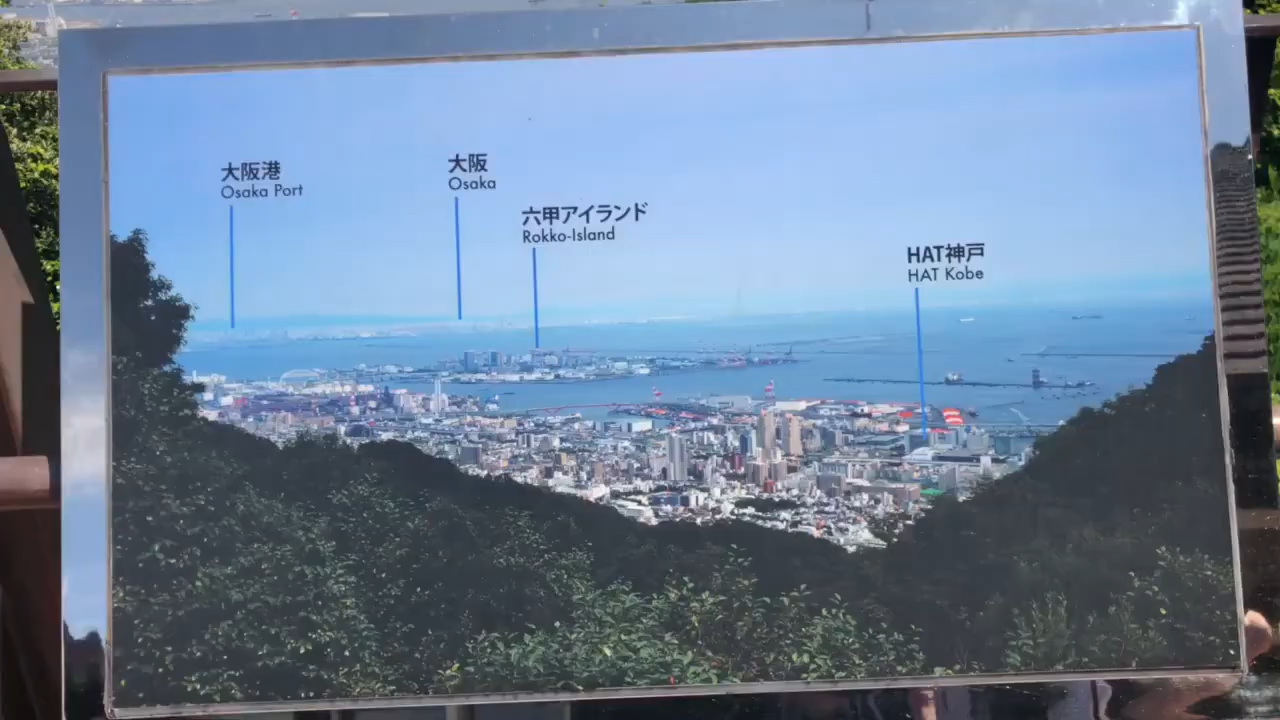 大阪港
Osaka Port
大阪
Osaka
六甲アイランド
Rokko-Island
HAT神戸
HAT Kobe